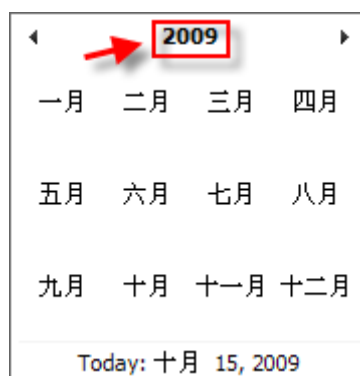 2009
一月 二月 三月 四月
五月 六月 七月 八月
九月 十月 十一月 十二月
Today: 十月 15, 2009